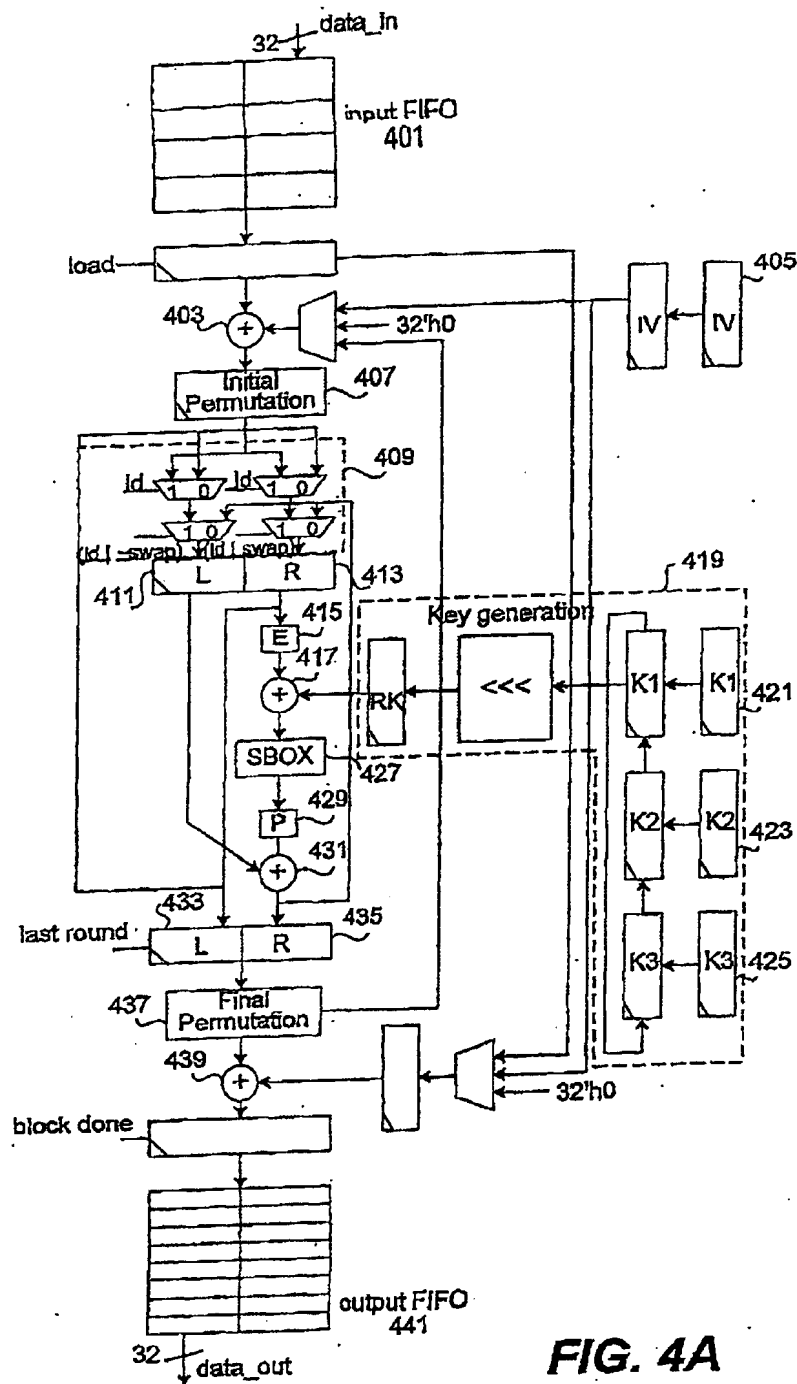 data_in
32
input FIFO
401
load
403
32'h0
IV
IV
405
Initial
Permutation
407
409
ld
1 0
ld
1 0
1 0
1 0
(ld | ~swap)
(ld | swap)
411
L
R
413
415
E
417
+
Key generation
419
RK
<<<
K1
K1
421
SBOX
427
K2
K2
423
P
429
+
431
K3
K3
425
433
last round
L
R
435
437
Final
Permutation
439
+
32'h0
block done
output FIFO
441
32
data_out
FIG. 4A